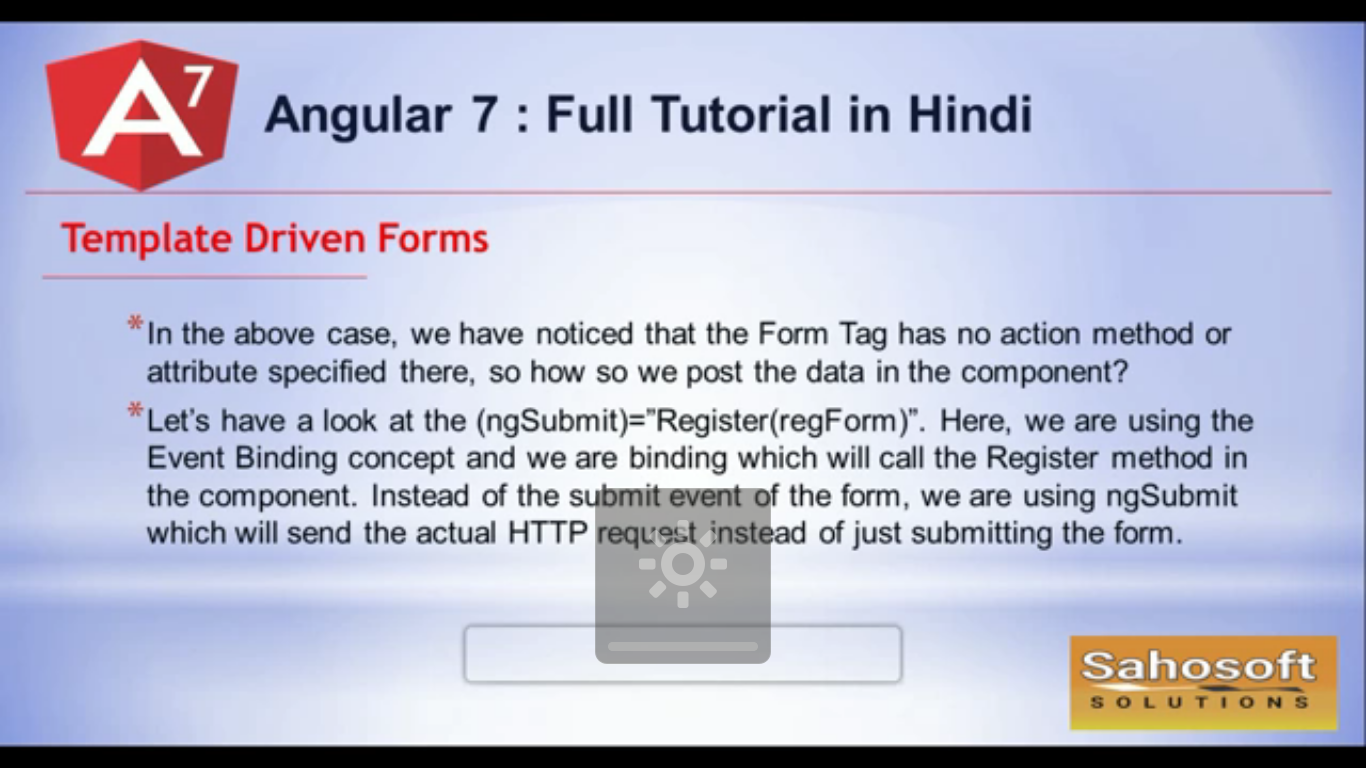 A7
Angular 7 : Full Tutorial in Hindi
Template Driven Forms
* In the above case, we have noticed that the Form Tag has no action method or
attribute specified there, so how so we post the data in the component?
* Let's have a look at the (ngSubmit)=”Register(regForm)”. Here, we are using the
Event Binding concept and we are binding which will call the Register method in
the component. Instead of the submit event of the form, we are using ngSubmit
which will send the actual HTTP request instead of just submitting the form.
Sahosoft
SOLUTIONS